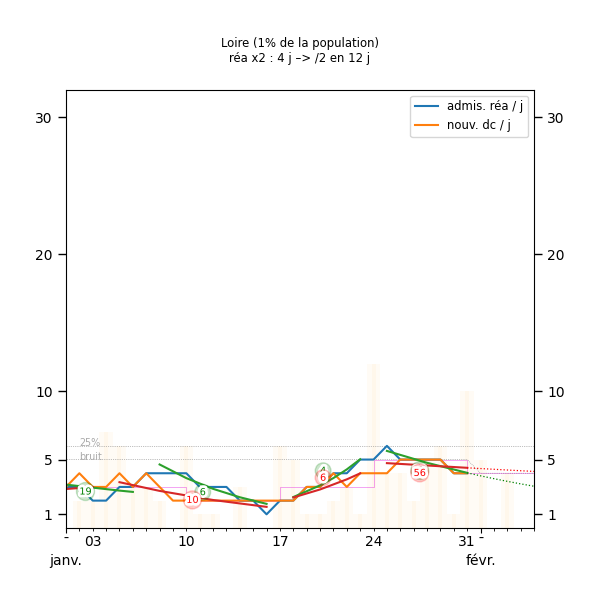 Loire (1% de la population)
réa x2 : 4 j –> /2 en 12 j
admis. réa / j
nouv. dc / j
30 30
20 20
10 10
25%
bruit
5 5
19 10 6 6 56
1 1
03 10 17 24 31
janv. févr.